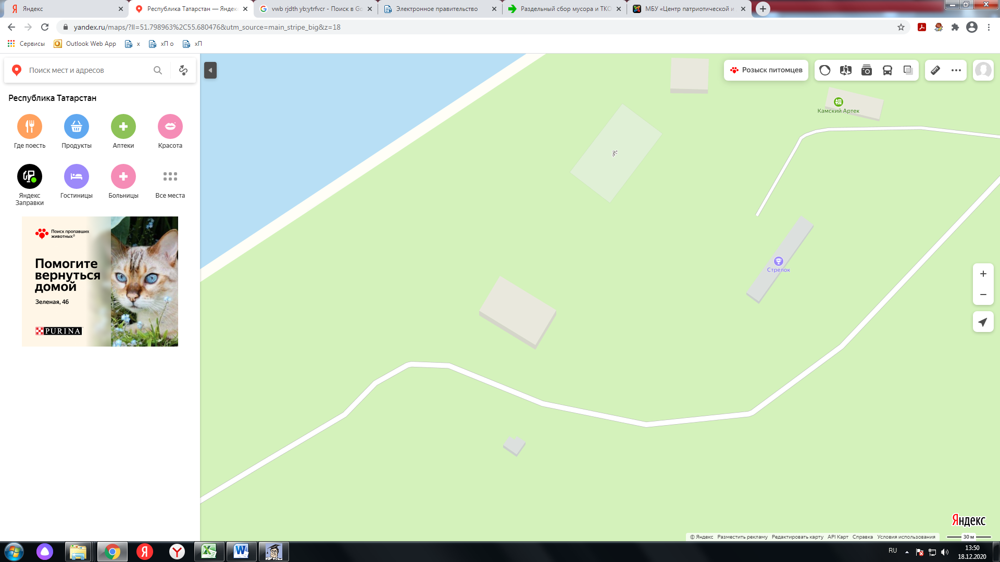 Яндекс
Республика Татарстан — Яндекс
vwb rjdth yb;ytrfvcr - Поиск в Go
Электронное правительство
Раздельный сбор мусора и ТКО
МБУ «Центр патриотической и
yandex.ru/maps/?ll=51.798963%2C55.680476&utm_source=main_stripe_big&z=18
Сервисы
Outlook Web App
х
хП о
хП
Поиск мест и адресов
Розыск питомцев
Республика Татарстан
Где поесть
Продукты
Аптеки
Красота
Яндекс
Заправки
Гостиницы
Больницы
Все места
Поиск пропавших
животных β
Помогите
вернуться
домой
Зеленая, 46
PURINA
Камский Артек
Стрелок
Яндекс
© Яндекс
Разместить рекламу
Редактировать карту
API Карт
Справка
Условия использования
30 м
RU
13:50
18.12.2020